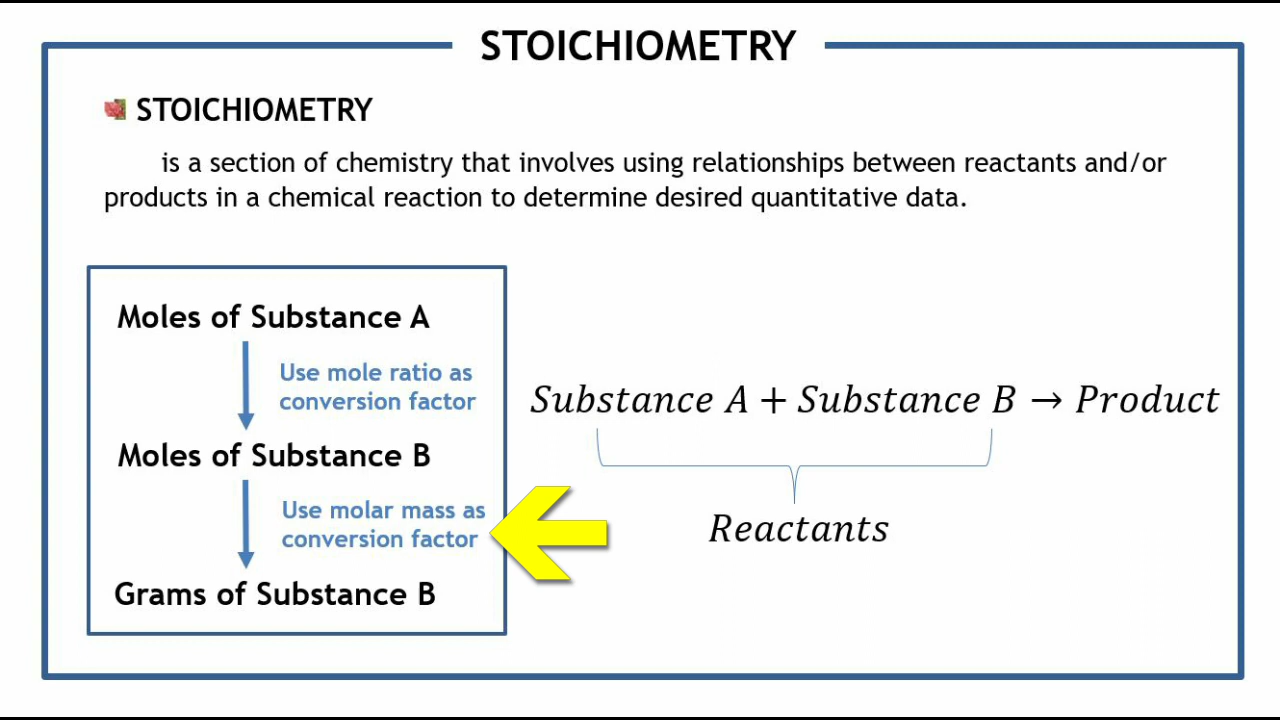 STOICHIOMETRY
STOICHIOMETRY
is a section of chemistry that involves using relationships between reactants and/or
products in a chemical reaction to determine desired quantitative data.
Moles of Substance A
Use mole ratio as
conversion factor
Moles of Substance B
Use molar mass as
conversion factor
Grams of Substance B
Substance A + Substance B → Product
Reactants